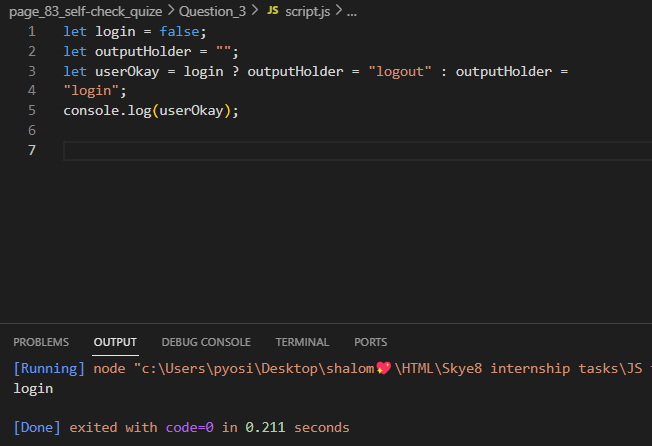 page_83_self-check_quize > Question_3 > JS script.js > ...
1 let login = false;
2 let outputHolder = "";
3 let userOkay = login ? outputHolder = "logout" : outputHolder =
4 "login";
5 console.log(userOkay);
6
7
PROBLEMS OUTPUT DEBUG CONSOLE TERMINAL PORTS
[Running] node "c:\Users\pyosi\Desktop\shalom💖\HTML\Skye8 internship tasks\JS
login
[Done] exited with code=0 in 0.211 seconds